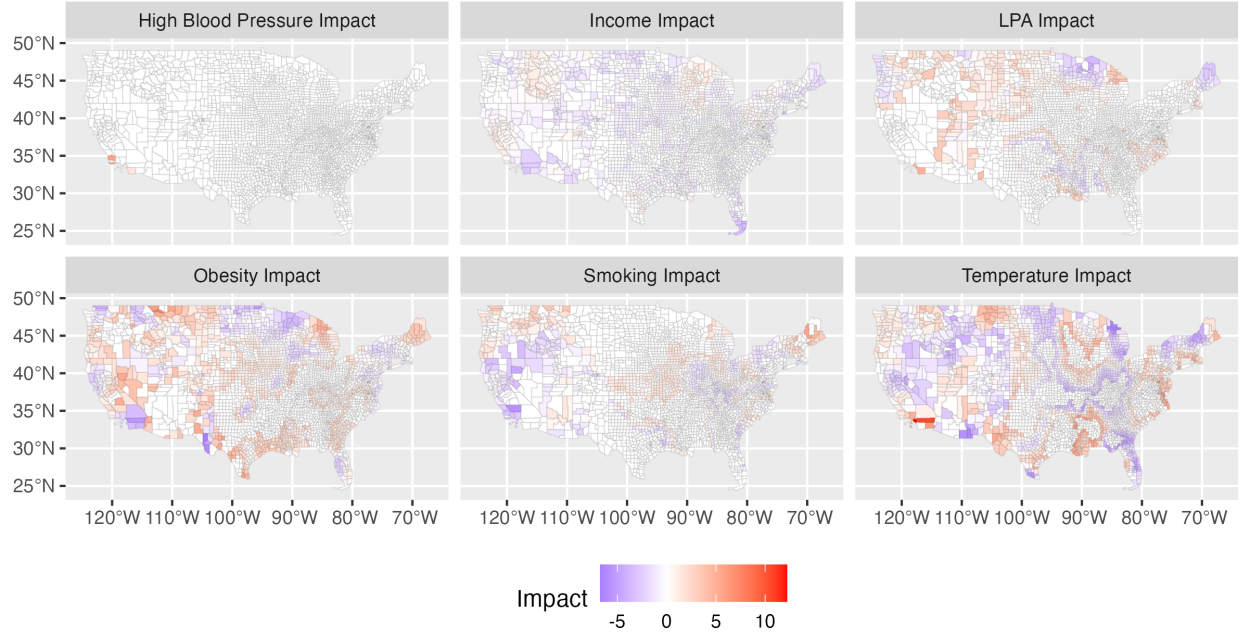 High Blood Pressure Impact
Income Impact
LPA Impact
50°N
45°N
40°N
35°N
30°N
25°N
Obesity Impact
Smoking Impact
Temperature Impact
50°N
45°N
40°N
35°N
30°N
25°N
120°W 110°W 100°W 90°W 80°W 70°W
120°W 110°W 100°W 90°W 80°W 70°W
120°W 110°W 100°W 90°W 80°W 70°W
Impact
-5 0 5 10